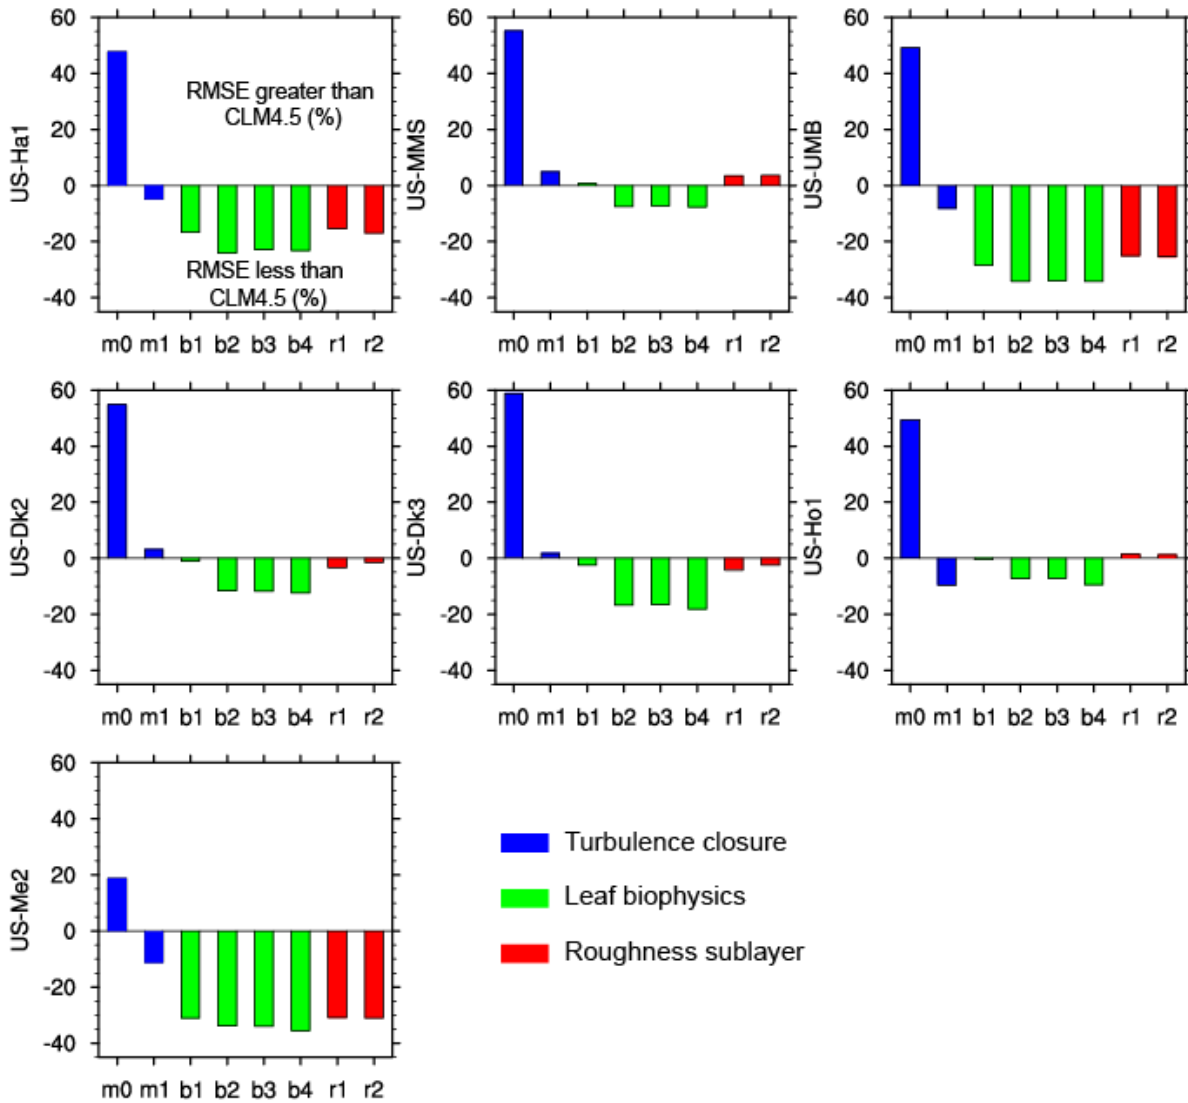 US-Ha1
60
40
20
0
-20
-40
RMSE greater than
CLM4.5 (%)
RMSE less than
CLM4.5 (%)
m0 m1 b1 b2 b3 b4 r1 r2
US-MMS
60
40
20
0
-20
-40
m0 m1 b1 b2 b3 b4 r1 r2
US-UMB
60
40
20
0
-20
-40
m0 m1 b1 b2 b3 b4 r1 r2
US-Dk2
60
40
20
0
-20
-40
m0 m1 b1 b2 b3 b4 r1 r2
US-Dk3
60
40
20
0
-20
-40
m0 m1 b1 b2 b3 b4 r1 r2
US-Ho1
60
40
20
0
-20
-40
m0 m1 b1 b2 b3 b4 r1 r2
US-Me2
60
40
20
0
-20
-40
m0 m1 b1 b2 b3 b4 r1 r2
Turbulence closure
Leaf biophysics
Roughness sublayer